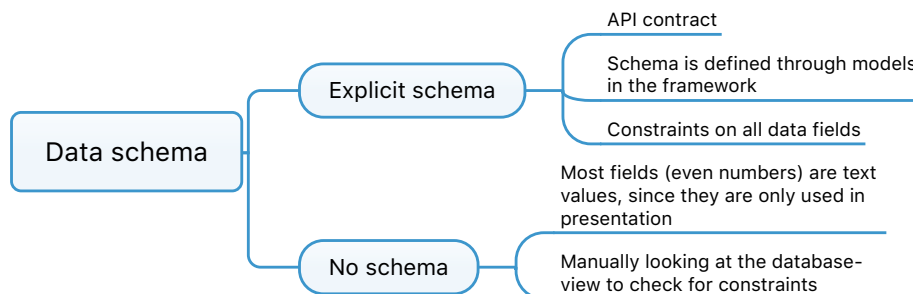 API contract
Schema is defined through models
in the framework
Explicit schema
Constraints on all data fields
Data schema
Most fields (even numbers) are text
values, since they are only used in
presentation
No schema
Manually looking at the database-
view to check for constraints